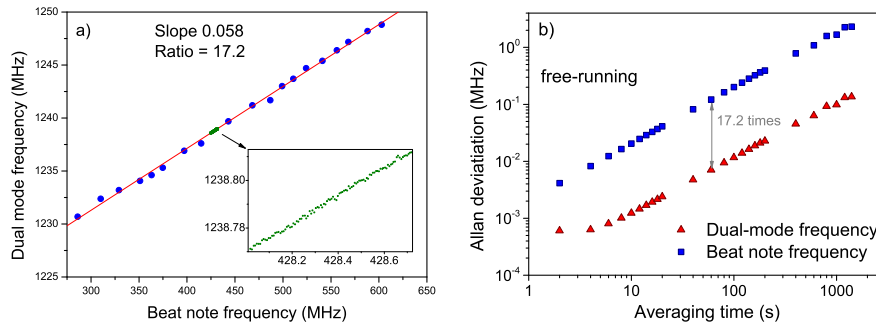 a)
Slope 0.058
Ratio = 17.2
Dual mode frequency (MHz)
1250
1245
1240
1235
1230
1225
1238.80
1238.78
428.2 428.4 428.6
300 350 400 450 500 550 600 650
Beat note frequency (MHz)
b)
free-running
17.2 times
Allan devitiation (MHz)
10^0
10^-1
10^-2
10^-3
10^-4
Dual-mode frequency
Beat note frequency
1 10 100 1000
Averaging time (s)